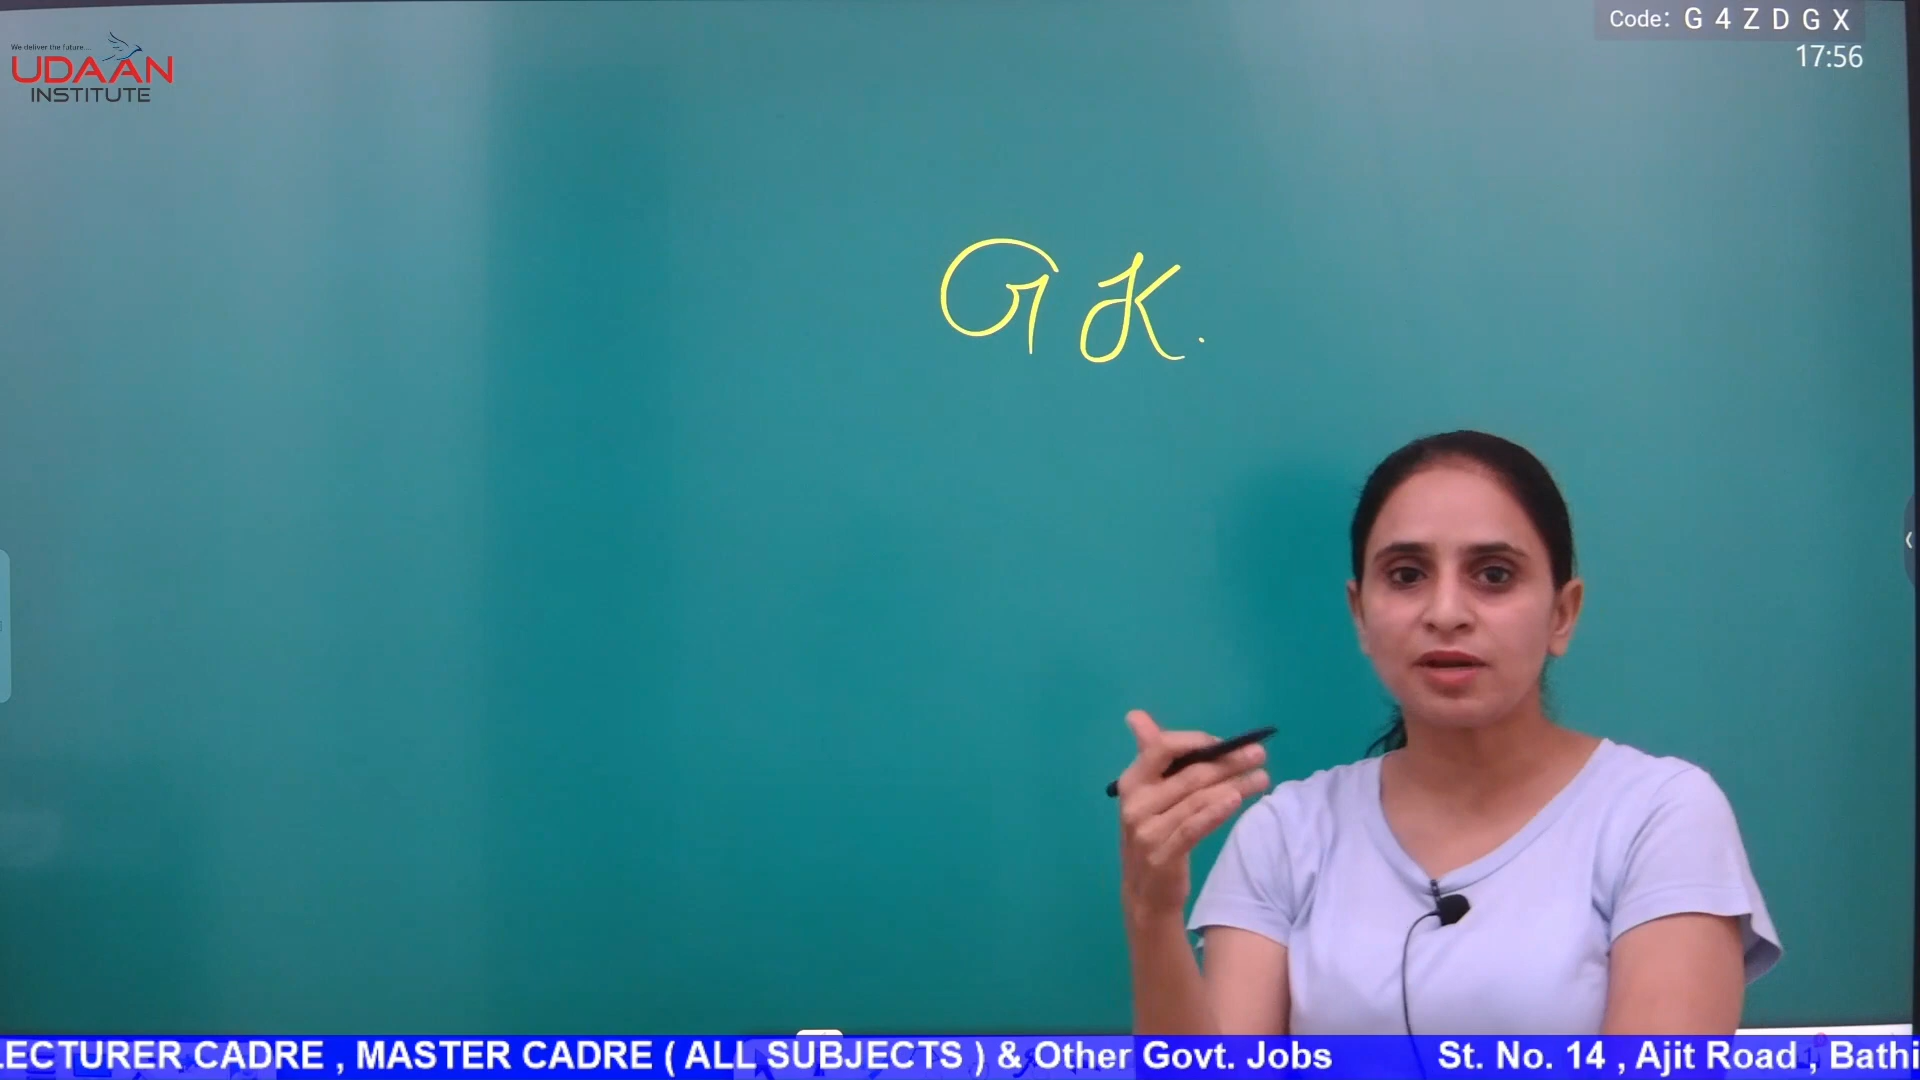 Code: G 4 Z D G X
17:56
We deliver the future....
UDAAN
INSTITUTE
GK.
LECTURER CADRE , MASTER CADRE ( ALL SUBJECTS ) & Other Govt. Jobs St. No. 14 , Ajit Road , Bathi